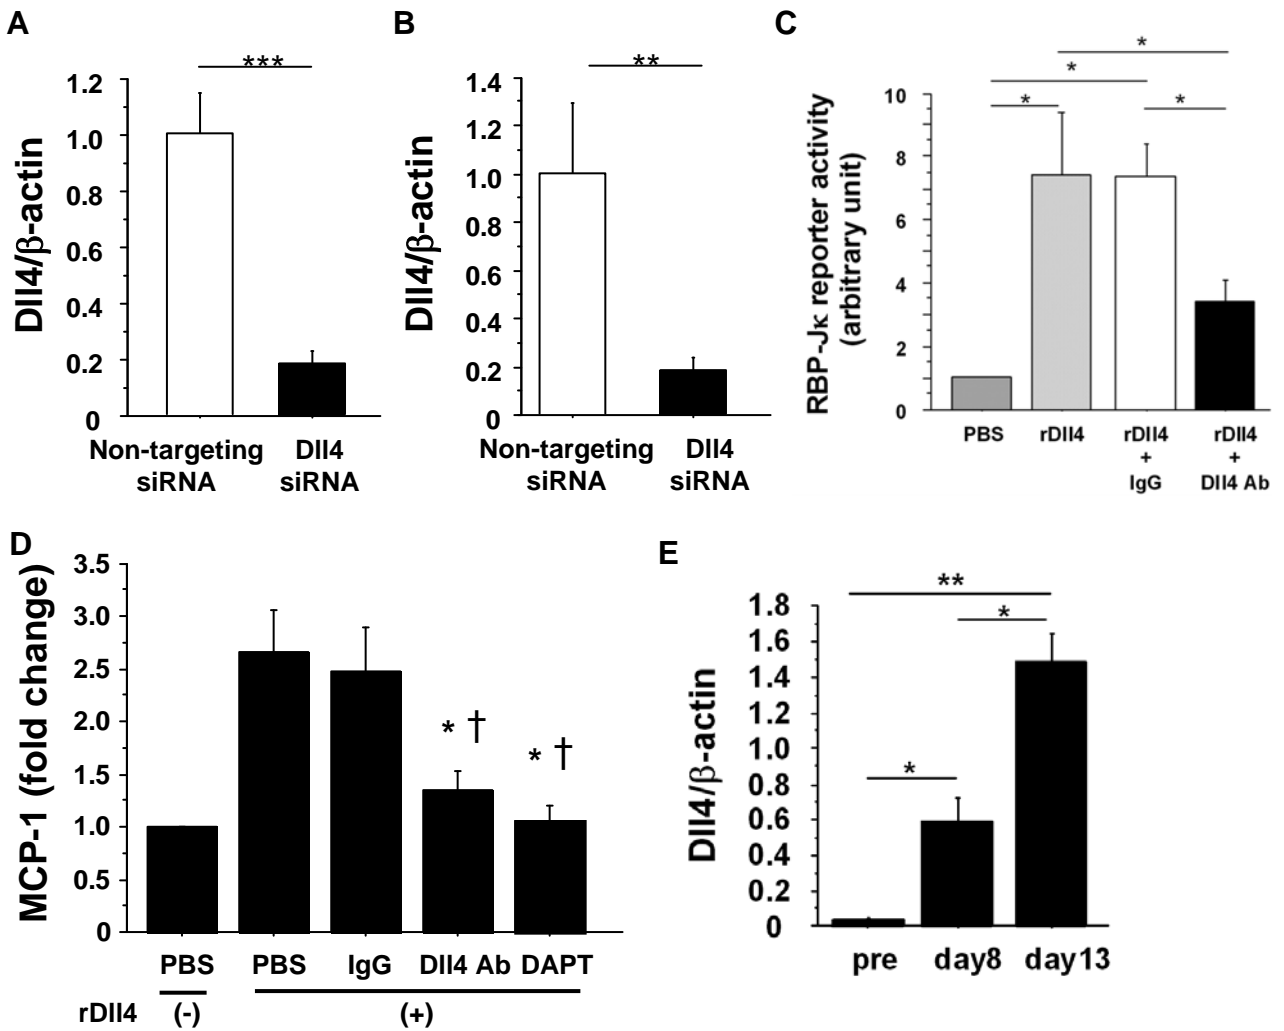 A
***
Dll4/β-actin
1.2
1.0
0.8
0.6
0.4
0.2
0
Non-targeting siRNA
Dll4 siRNA
B
**
Dll4/β-actin
1.4
1.2
1.0
0.8
0.6
0.4
0.2
0
Non-targeting siRNA
Dll4 siRNA
C
*
*
*
*
RBP-Jκ reporter activity
(arbitrary unit)
10
8
6
4
2
0
PBS
rDll4
rDll4
+
IgG
rDll4
+
Dll4 Ab
D
MCP-1 (fold change)
3.5
3.0
2.5
2.0
1.5
1.0
0.5
0
* †
* †
PBS
PBS
IgG
Dll4 Ab
DAPT
rDll4
(-)
(+)
E
**
*
*
Dll4/β-actin
1.8
1.6
1.4
1.2
1.0
0.8
0.6
0.4
0.2
0
pre
day8
day13